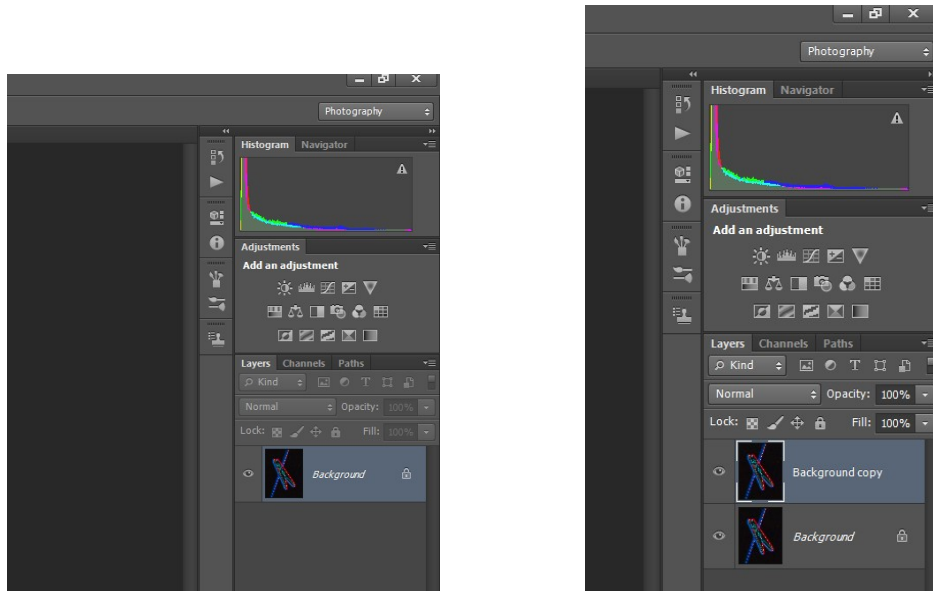 Photography
Histogram Navigator
Adjustments
Add an adjustment
Layers Channels Paths
Kind
Normal Opacity: 100%
Lock: Fill: 100%
Background
Photography
Histogram Navigator
Adjustments
Add an adjustment
Layers Channels Paths
Kind
Normal Opacity: 100%
Lock: Fill: 100%
Background copy
Background